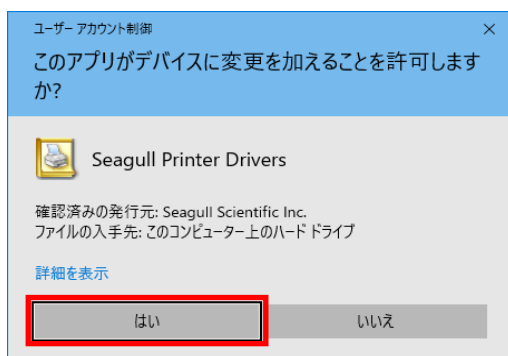 ユーザー アカウント制御
このアプリがデバイスに変更を加えることを許可します
か?
Seagull Printer Drivers
確認済みの発行元: Seagull Scientific Inc.
ファイルの入手先: このコンピューター上のハード ドライブ
詳細を表示
はい
いいえ